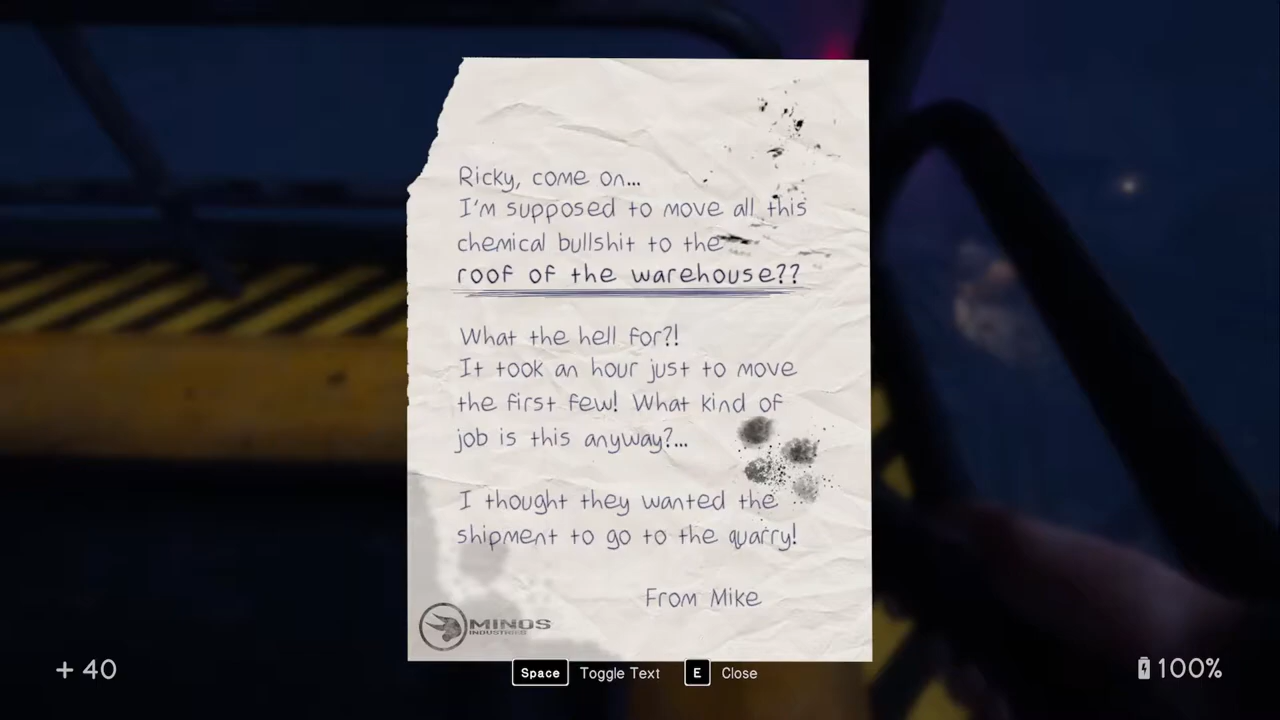 Ricky, come on...
I'm supposed to move all this
chemical bullshit to the
roof of the warehouse??
What the hell for?!
It took an hour just to move
the first few! What kind of
job is this anyway?...
I thought they wanted the
shipment to go to the quarry!
From Mike
MINOS
INDUSTRIES
+ 40
Space Toggle Text E Close
100%